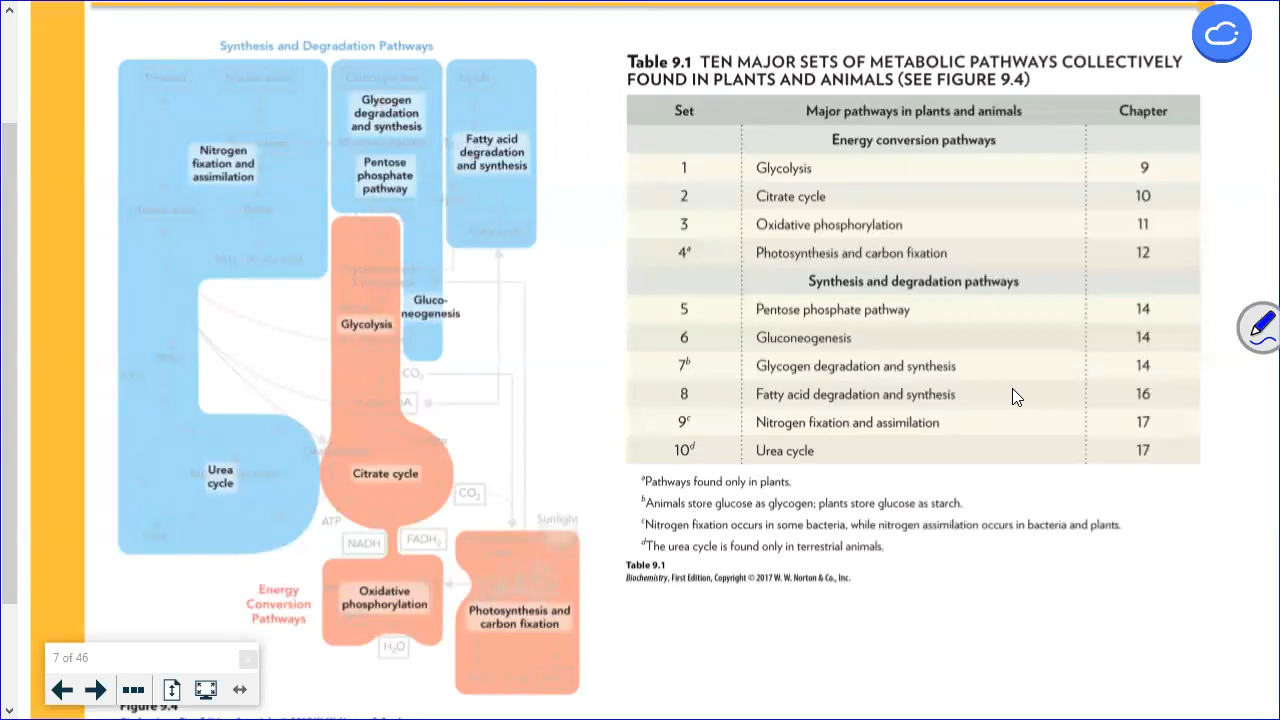 Synthesis and Degradation Pathways
Nitrogen
fixation and
assimilation
Glycogen
degradation
and synthesis
Pentose
phosphate
pathway
Fatty acid
degradation
and synthesis
Glycolysis
Gluco-
neogenesis
CO2
A
Urea
cycle
Citrate cycle
CO2
ATP
NADH
FADH2
Sunlight
Energy
Conversion
Pathways
Oxidative
phosphorylation
Photosynthesis and
carbon fixation
H2O
7 of 46
Figure 9.4
Table 9.1 TEN MAJOR SETS OF METABOLIC PATHWAYS COLLECTIVELY
FOUND IN PLANTS AND ANIMALS (SEE FIGURE 9.4)
Set Major pathways in plants and animals Chapter
Energy conversion pathways
1 Glycolysis 9
2 Citrate cycle 10
3 Oxidative phosphorylation 11
4a Photosynthesis and carbon fixation 12
Synthesis and degradation pathways
5 Pentose phosphate pathway 14
6 Gluconeogenesis 14
7b Glycogen degradation and synthesis 14
8 Fatty acid degradation and synthesis 16
9c Nitrogen fixation and assimilation 17
10d Urea cycle 17
aPathways found only in plants.
bAnimals store glucose as glycogen; plants store glucose as starch.
cNitrogen fixation occurs in some bacteria, while nitrogen assimilation occurs in bacteria and plants.
dThe urea cycle is found only in terrestrial animals.
Table 9.1
Biochemistry, First Edition, Copyright © 2017 W. W. Norton & Co., Inc.